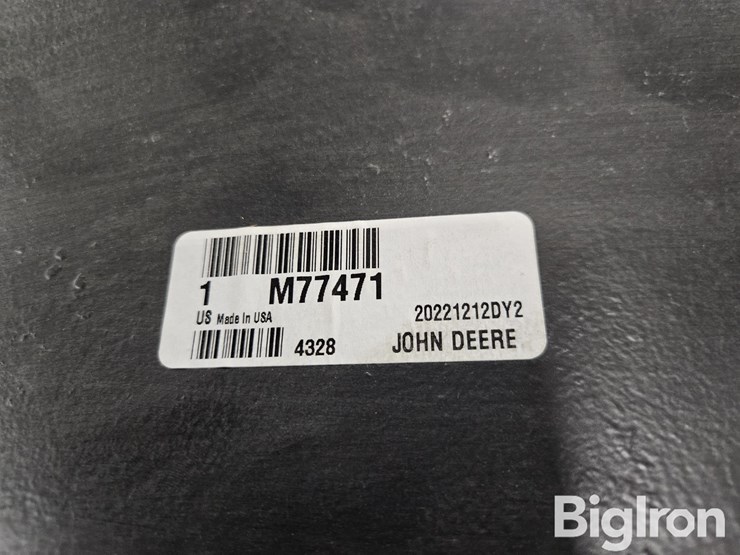 1 M77471
US Made In USA
20221212DY2
4328 JOHN DEERE
BigIron